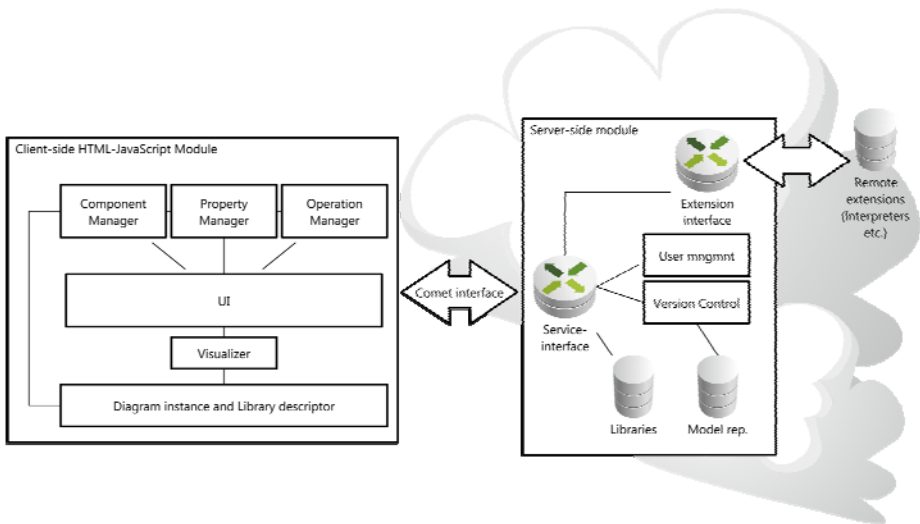 Client-side HTML-JavaScript Module
Component
Manager
Property
Manager
Operation
Manager
UI
Visualizer
Diagram instance and Library descriptor
Comet interface
Server-side module
Extension
interface
User mngmnt
Version Control
Service-
interface
Libraries
Model rep.
Remote
extensions
(Interpreters
etc.)